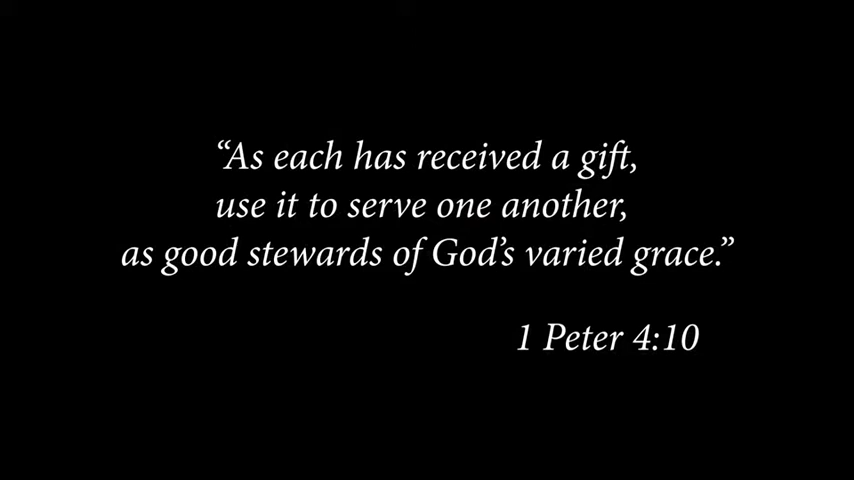 “As each has received a gift,
use it to serve one another,
as good stewards of God’s varied grace.”
1 Peter 4:10